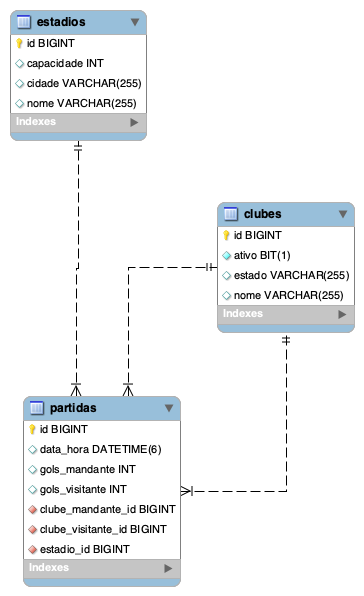 estadios
id BIGINT
capacidade INT
cidade VARCHAR(255)
nome VARCHAR(255)
Indexes
clubes
id BIGINT
ativo BIT(1)
estado VARCHAR(255)
nome VARCHAR(255)
Indexes
partidas
id BIGINT
data_hora DATETIME(6)
gols_mandante INT
gols_visitante INT
clube_mandante_id BIGINT
clube_visitante_id BIGINT
estadio_id BIGINT
Indexes